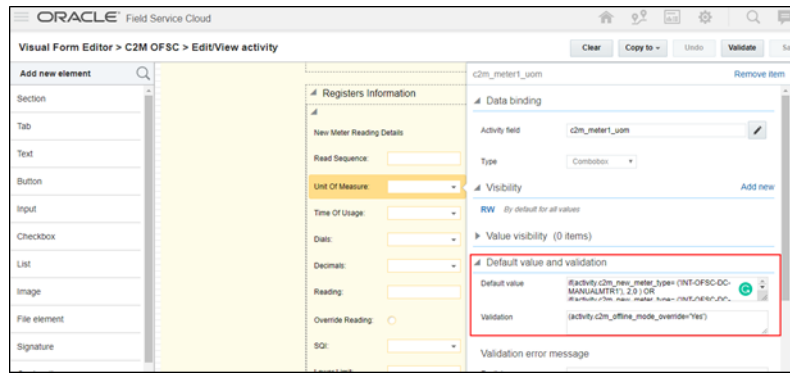 ORACLE Field Service Cloud
Visual Form Editor > C2M OFSC > Edit/View activity
Clear
Copy to
Undo
Validate
Add new element
Section
Tab
Text
Button
Input
Checkbox
List
Image
File element
Signature
Registers Information
New Meter Reading Details
Read Sequence:
Unit Of Measure:
Time Of Usage:
Dials:
Decimals:
Reading:
Override Reading:
SQI:
c2m_meter1_uom
Remove item
Data binding
Activity field
c2m_meter1_uom
Type
Combobox
Visibility
Add new
RW By default for all values
Value visibility (0 items)
Default value and validation
Default value
if(activity.c2m_new_meter_type= ('INT-OFSC-DC-
MANUALMTR1'), 2,0 ) OR
Validation
(activity.c2m_offline_mode_override='Yes')
Validation error message